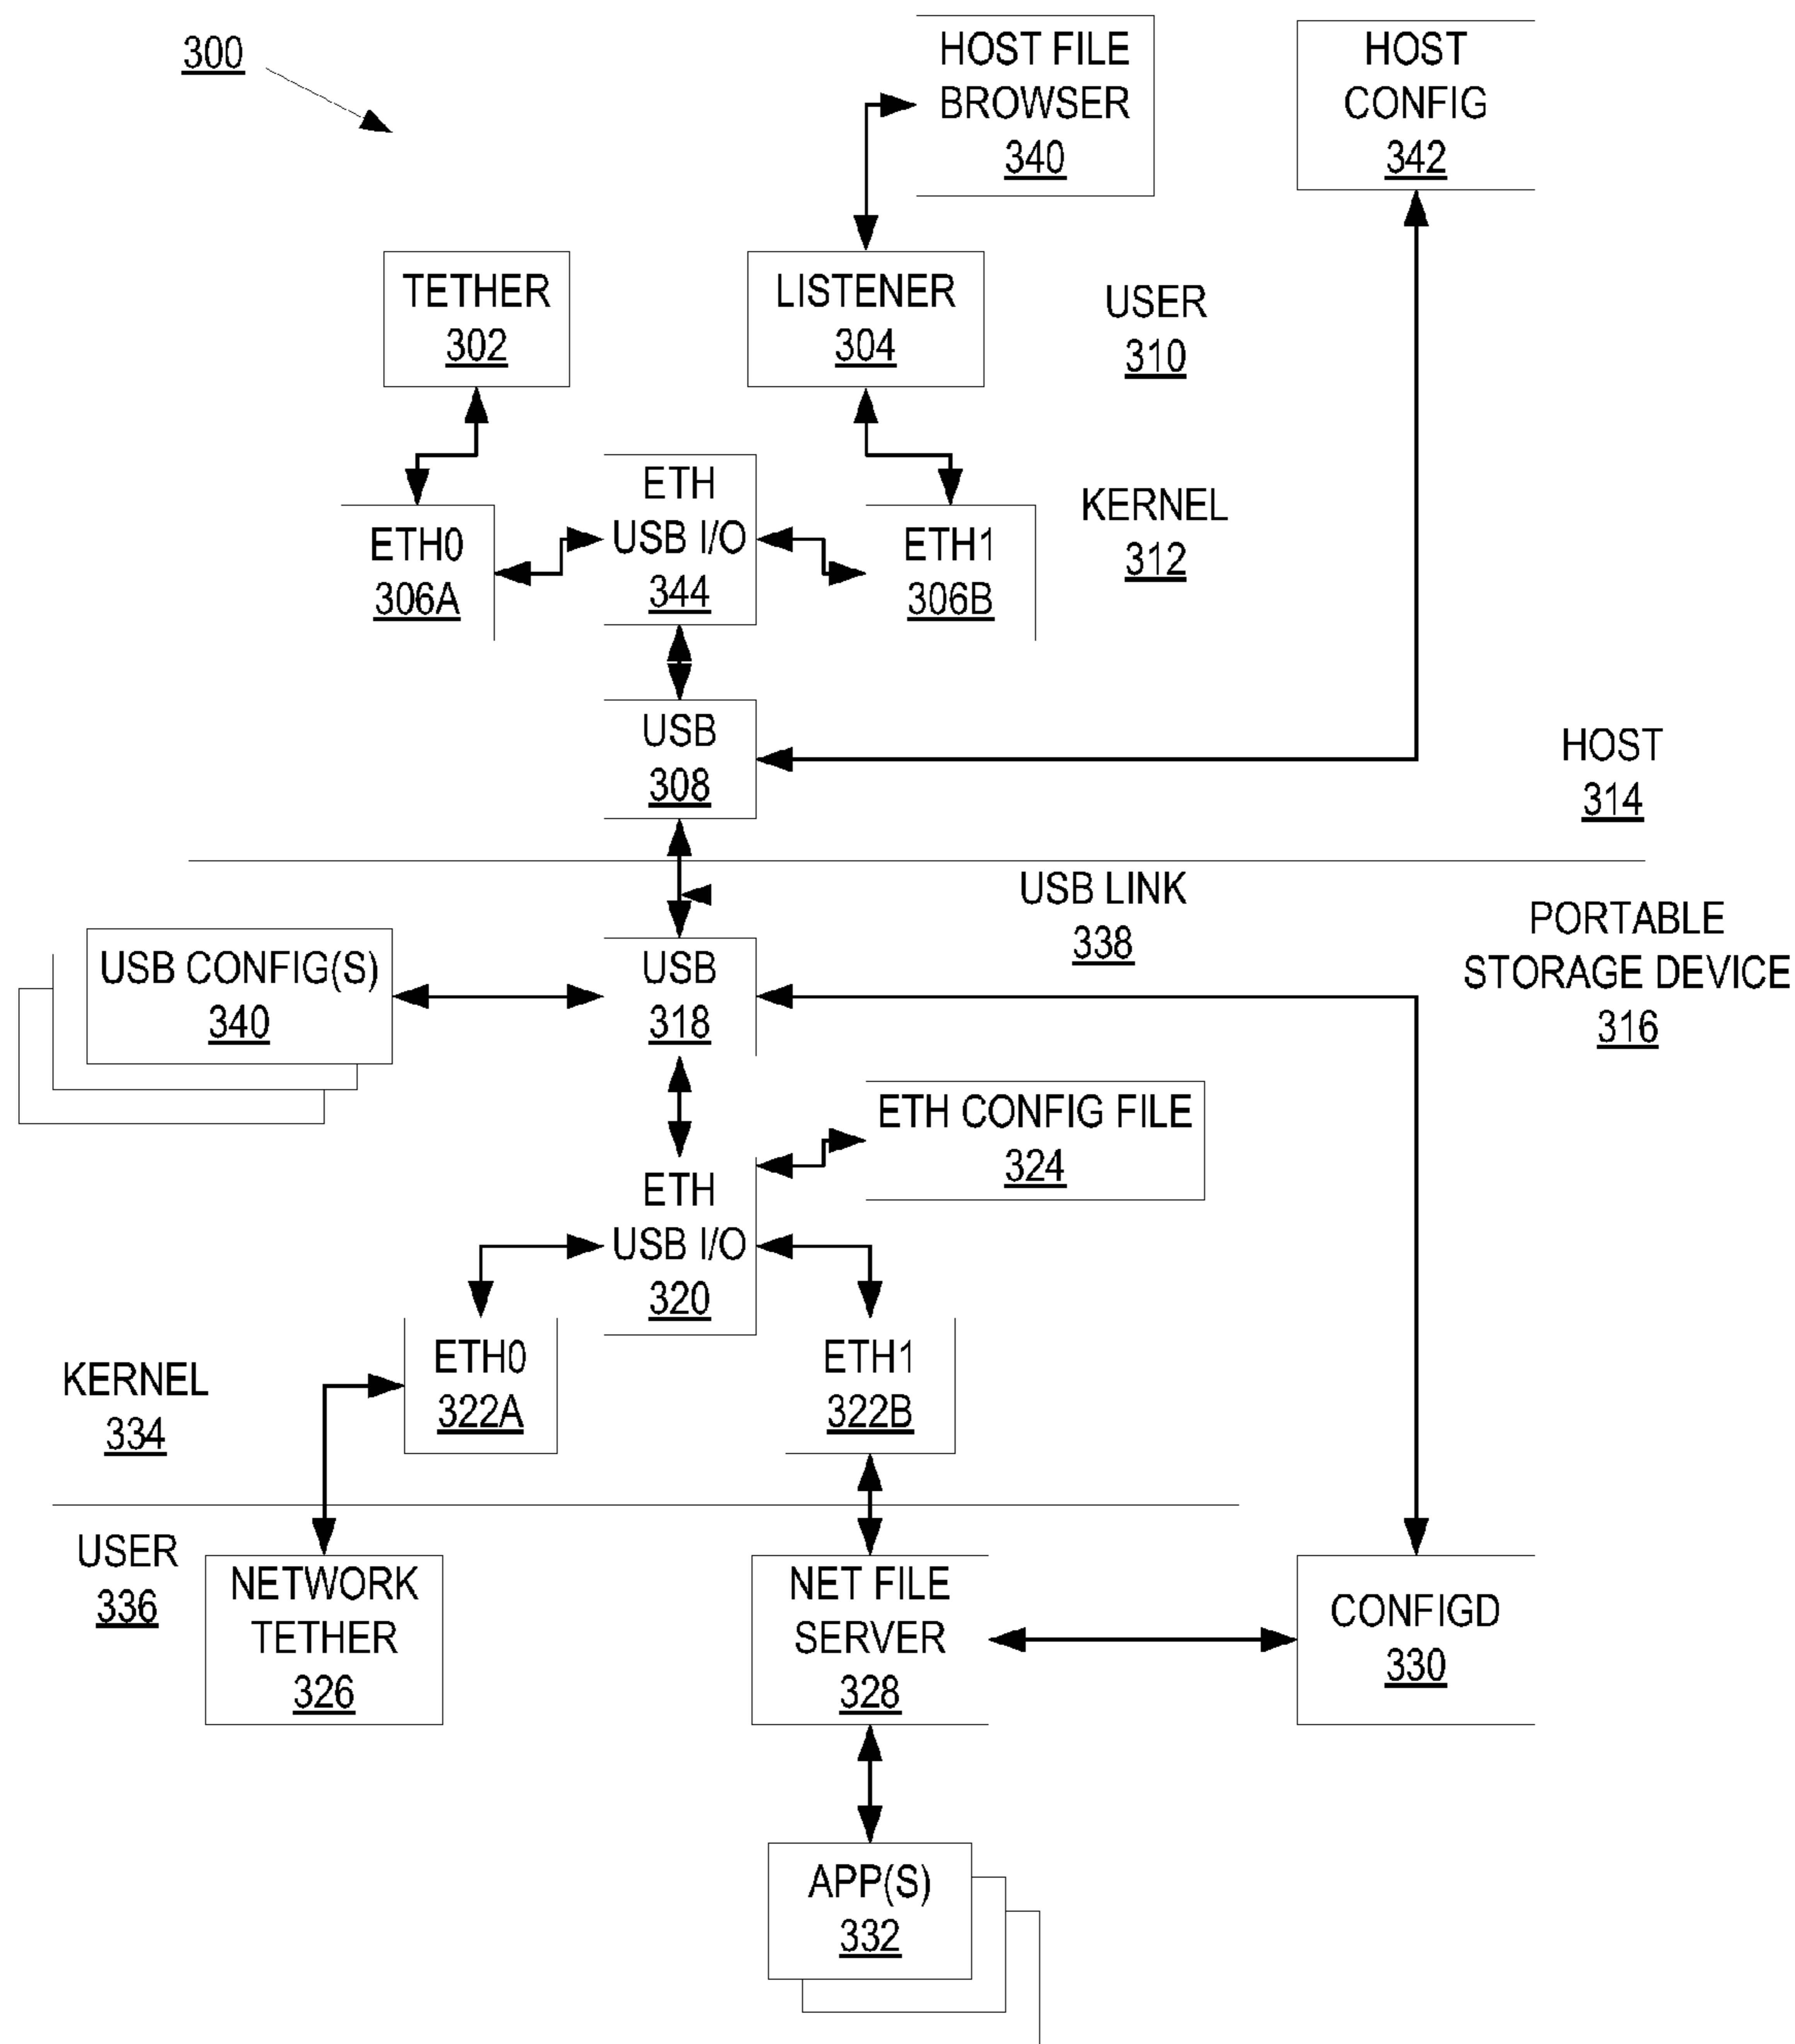 300
HOST FILE
BROWSER
340
HOST
CONFIG
342
TETHER
302
LISTENER
304
USER
310
ETH0
306A
ETH
USB I/O
344
ETH1
306B
KERNEL
312
USB
308
HOST
314
USB LINK
338
PORTABLE
STORAGE DEVICE
316
USB CONFIG(S)
340
USB
318
ETH CONFIG FILE
324
ETH
USB I/O
320
KERNEL
334
ETH0
322A
ETH1
322B
USER
336
NETWORK
TETHER
326
NET FILE
SERVER
328
CONFIGD
330
APP(S)
332